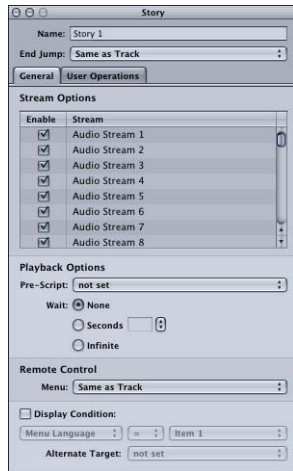 Story
Name: Story 1
End Jump: Same as Track
General User Operations
Stream Options
Enable Stream
Audio Stream 1
Audio Stream 2
Audio Stream 3
Audio Stream 4
Audio Stream 5
Audio Stream 6
Audio Stream 7
Audio Stream 8
Playback Options
Pre-Script: not set
Wait: None
Seconds
Infinite
Remote Control
Menu: Same as Track
Display Condition:
Menu Language = Item 1
Alternate Target: not set